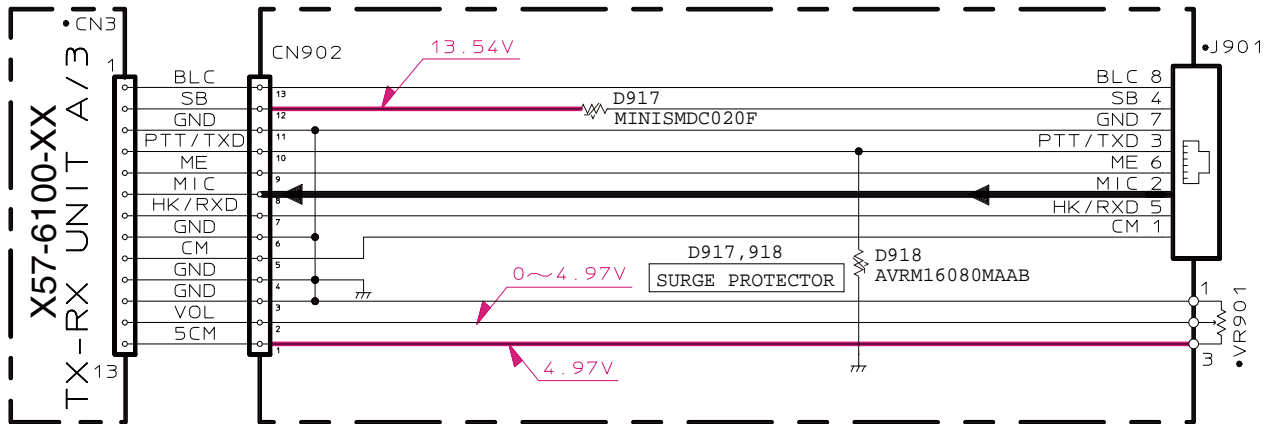 X57-6100-XX
TX-RX UNIT A/3
CN3
1
13
CN902
13.54V
J901
BLC
13
BLC 8
SB
12
D917
MINISMDC020F
SB 4
GND
11
GND 7
PTT/TXD
10
PTT/TXD 3
ME
9
ME 6
MIC
8
MIC 2
HK/RXD
7
HK/RXD 5
GND
6
CM 1
CM
5
GND
4
GND
3
VOL
2
5CM
1
D917,918
SURGE PROTECTOR
D918
AVRM16080MAAB
0～4.97V
4.97V
1
3
VR901